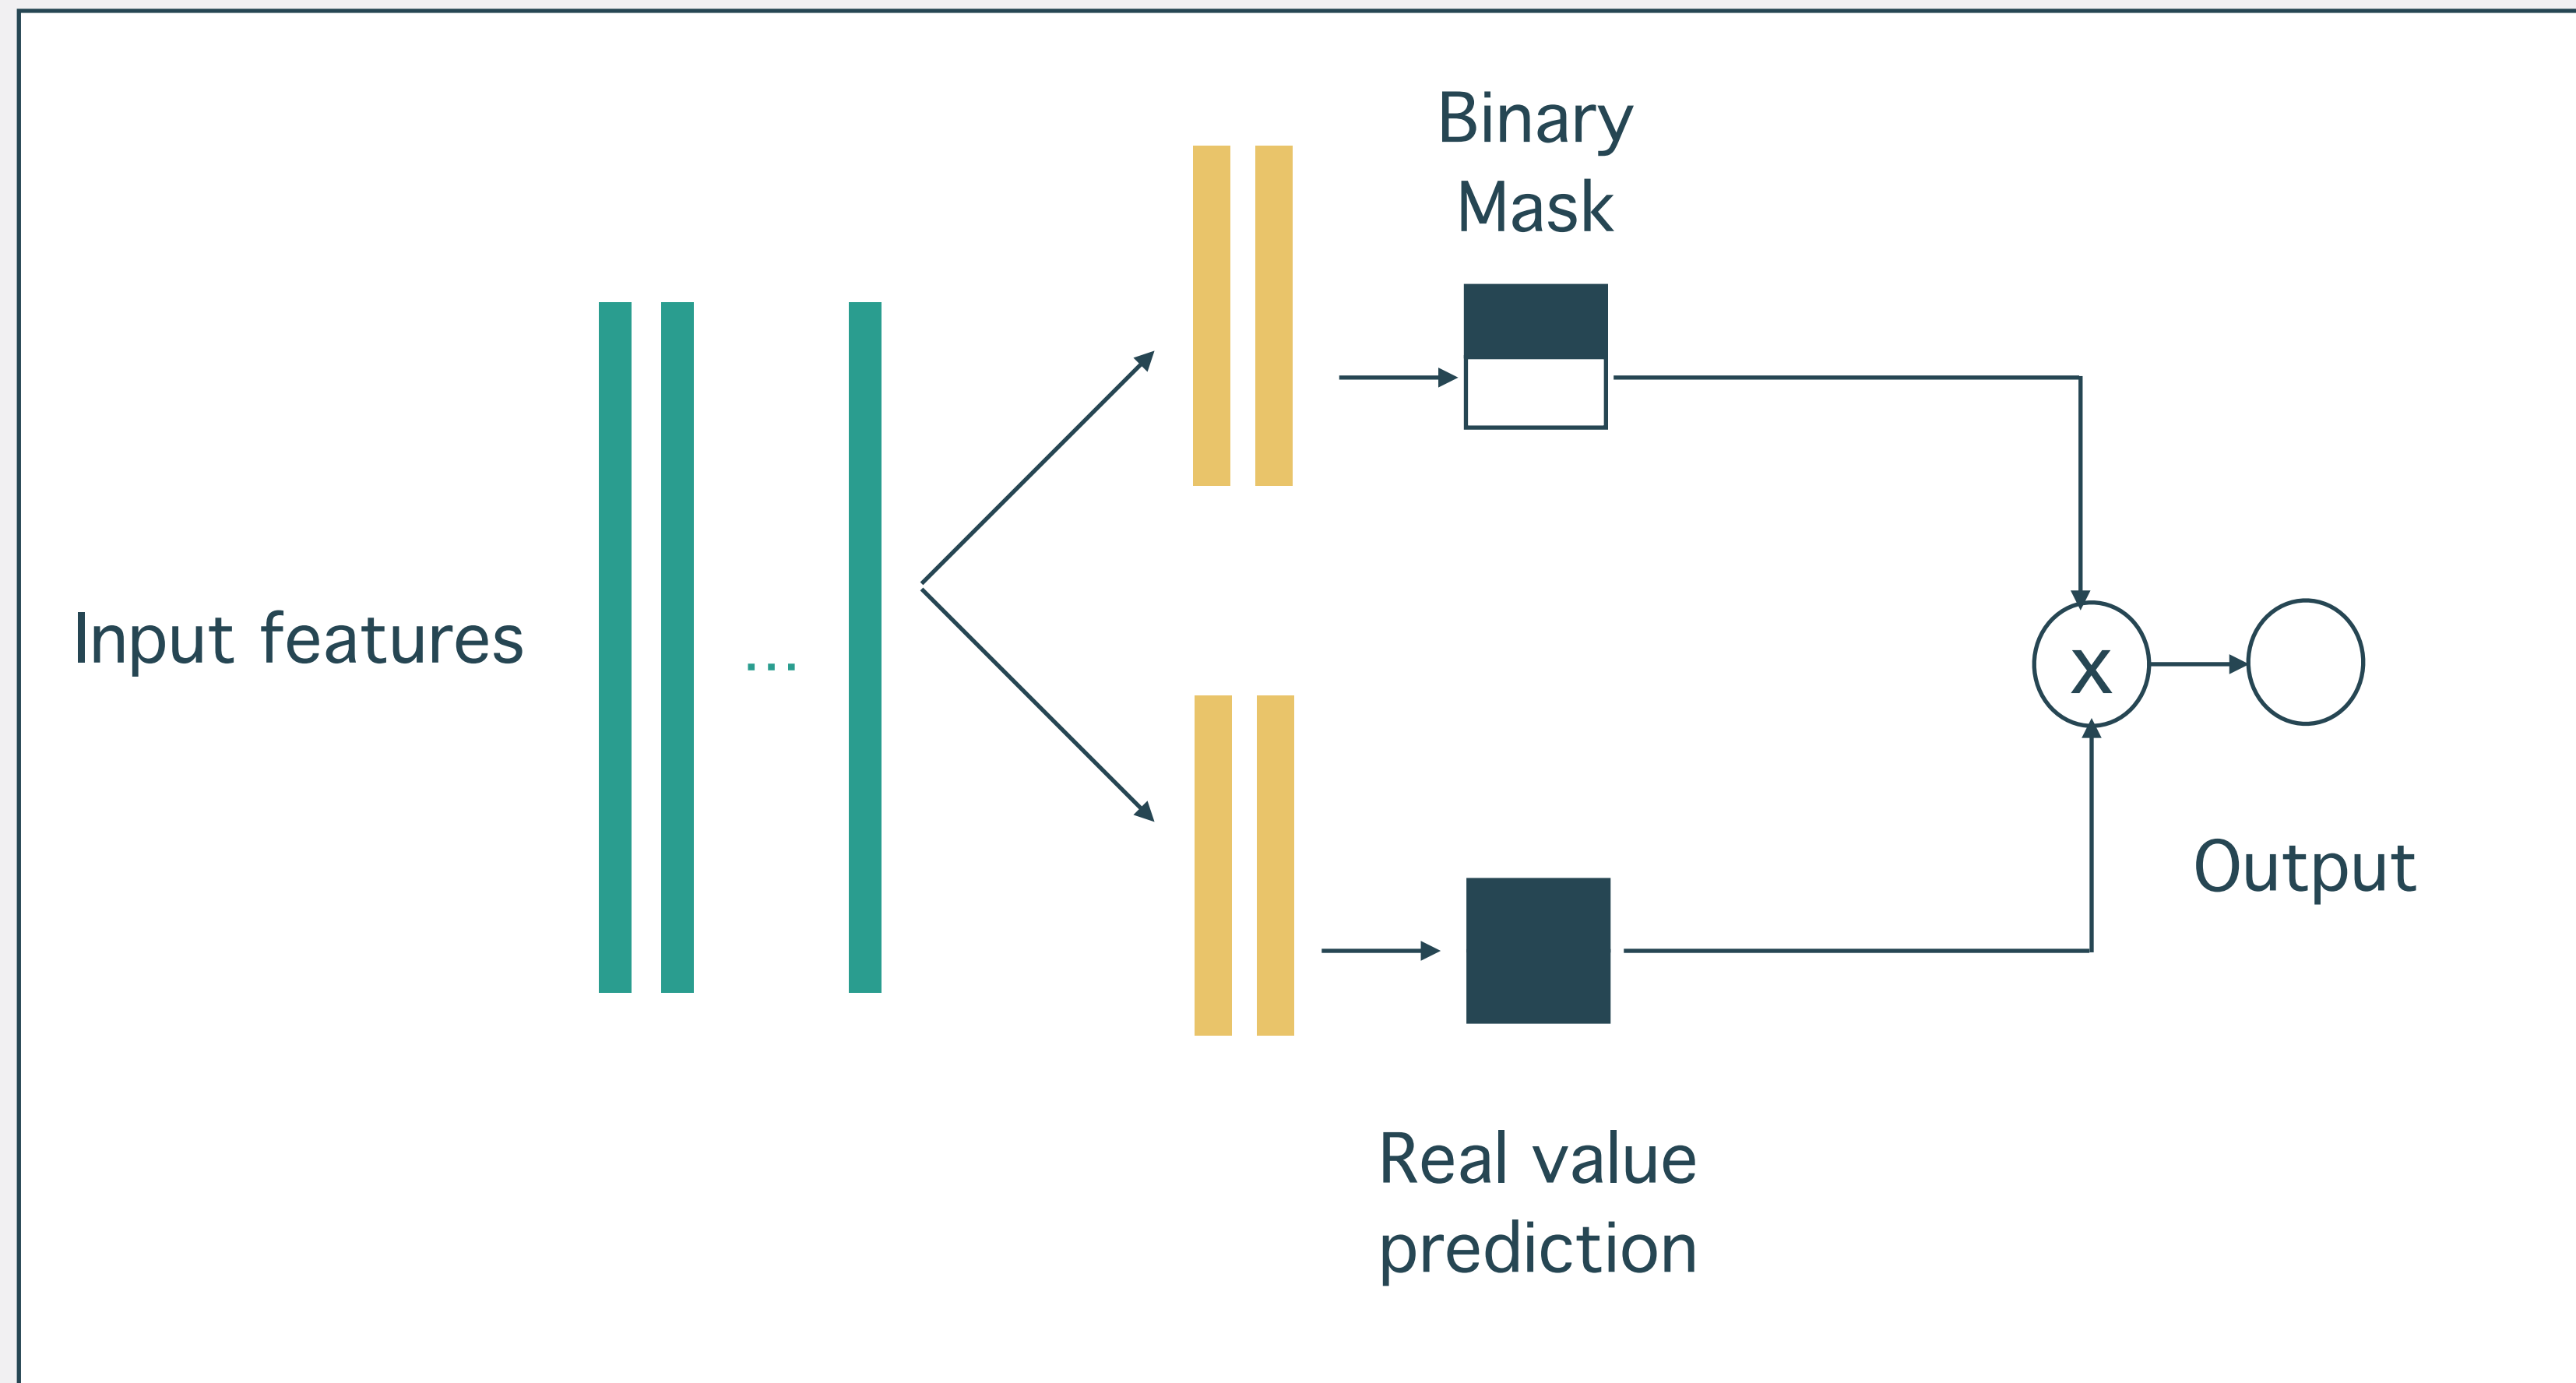 Binary
Mask
Input features
...
x
Output
Real value
prediction